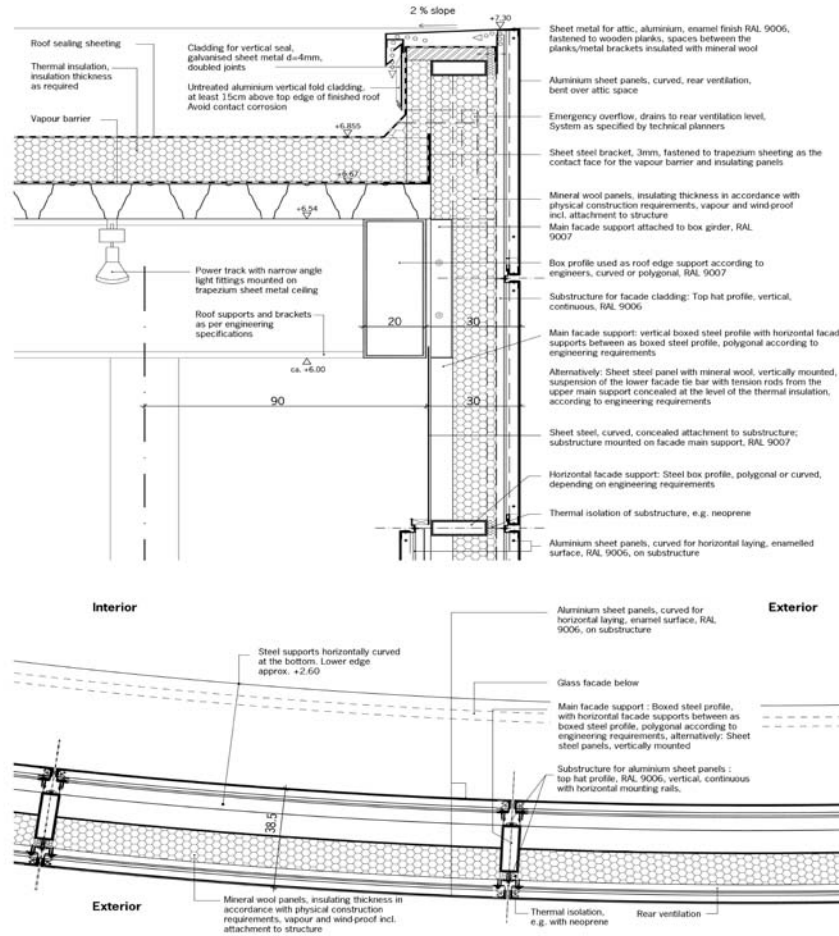 2 % slope
+7.30
Roof sealing sheeting
Thermal insulation,
insulation thickness
as required
Vapour barrier
Cladding for vertical seal,
galvanised sheet metal d=4mm,
doubled joints
Untreated aluminium vertical fold cladding,
at least 15cm above top edge of finished roof
Avoid contact corrosion
+6.855
+6.67
+6.54
Power track with narrow angle
light fittings mounted on
trapezium sheet metal ceiling
Roof supports and brackets
as per engineering
specifications
20
30
ca. +6.00
90
30
Sheet metal for attic, aluminium, enamel finish RAL 9006,
fastened to wooden planks, spaces between the
planks/metal brackets insulated with mineral wool
Aluminium sheet panels, curved, rear ventilation,
bent over attic space
Emergency overflow, drains to rear ventilation level,
System as specified by technical planners
Sheet steel bracket, 3mm, fastened to trapezium sheeting as the
contact face for the vapour barrier and insulating panels
Mineral wool panels, insulating thickness in accordance with
physical construction requirements, vapour and wind-proof
incl. attachment to structure
Main facade support attached to box girder, RAL
9007
Box profile used as roof edge support according to
engineers, curved or polygonal, RAL 9007
Substructure for facade cladding: Top hat profile, vertical,
continuous, RAL 9006
Main facade support: vertical boxed steel profile with horizontal facad
supports between as boxed steel profile, polygonal according to
engineering requirements
Alternatively: Sheet steel panel with mineral wool, vertically mounted,
suspension of the lower facade tie bar with tension rods from the
upper main support concealed at the level of the thermal insulation,
according to engineering requirements
Sheet steel, curved, concealed attachment to substructure;
substructure mounted on facade main support, RAL 9007
Horizontal facade support: Steel box profile, polygonal or curved,
depending on engineering requirements
Thermal isolation of substructure, e.g. neoprene
Aluminium sheet panels, curved for horizontal laying, enamelled
surface, RAL 9006, on substructure
Interior
Exterior
Steel supports horizontally curved
at the bottom. Lower edge
approx. +2.60
Aluminium sheet panels, curved for
horizontal laying, enamel surface, RAL
9006, on substructure
Glass facade below
Main facade support : Boxed steel profile,
with horizontal facade supports between as
boxed steel profile, polygonal according to
engineering requirements, alternatively: Sheet
steel panels, vertically mounted
Substructure for aluminium sheet panels :
top hat profile, RAL 9006, vertical, continuous
with horizontal mounting rails,
38.5
Exterior
Mineral wool panels, insulating thickness in
accordance with physical construction
requirements, vapour and wind-proof incl.
attachment to structure
Thermal isolation,
e.g. with neoprene
Rear ventilation